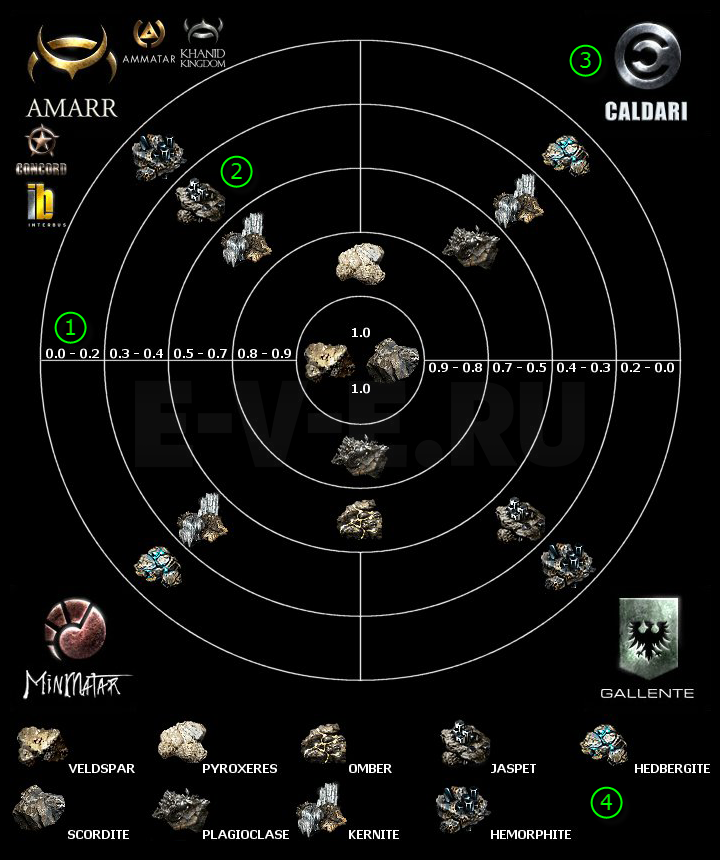 AMMATAR
KHANID
KINGDOM
AMARR
3
CALDARI
CONCORD
INTERBUS
2
1
1.0
0.0 - 0.2 0.3 - 0.4 0.5 - 0.7 0.8 - 0.9
0.9 - 0.8 0.7 - 0.5 0.4 - 0.3 0.2 - 0.0
1.0
E-V-E.RU
MINMATAR
GALLENTE
VELDSPAR PYROXERES OMBER JASPET HEDBERGITE
4
SCORDITE PLAGIOCLASE KERNITE HEMORPHITE